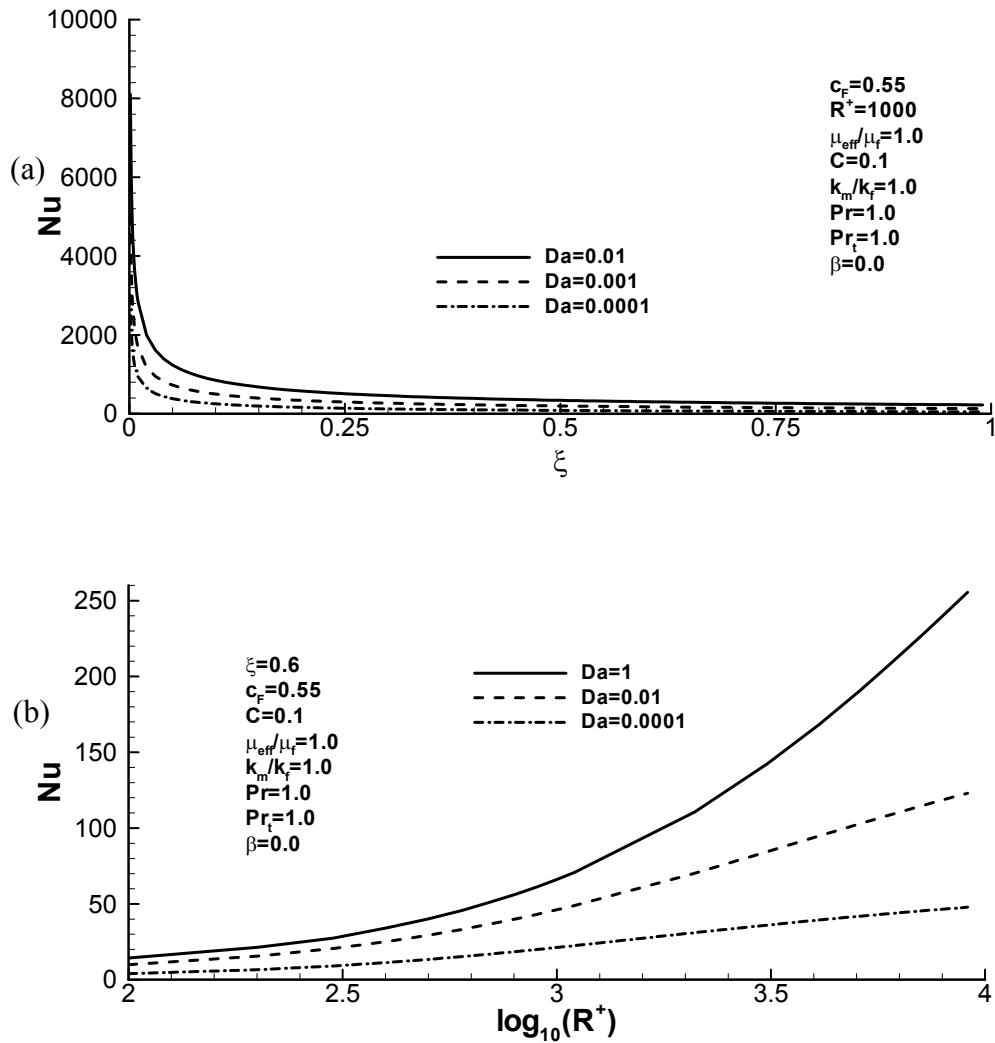 (a)
Nu
10000
8000
6000
4000
2000
0
0 0.25 0.5 0.75 1
ξ
c_F=0.55
R⁺=1000
μ_eff/μ_f=1.0
C=0.1
k_m/k_f=1.0
Pr=1.0
Pr_t=1.0
β=0.0
Da=0.01
Da=0.001
Da=0.0001
(b)
Nu
250
200
150
100
50
0
2 2.5 3 3.5 4
log₁₀(R⁺)
ξ=0.6
c_F=0.55
C=0.1
μ_eff/μ_f=1.0
k_m/k_f=1.0
Pr=1.0
Pr_t=1.0
β=0.0
Da=1
Da=0.01
Da=0.0001